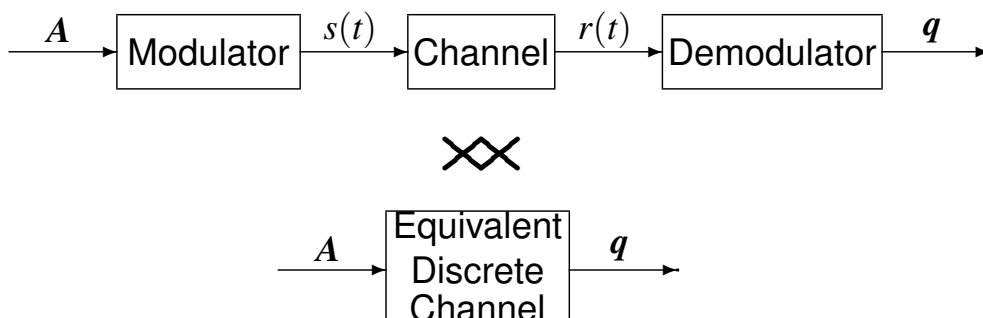 A Modulator s(t) Channel r(t) Demodulator q
A Equivalent Discrete Channel q